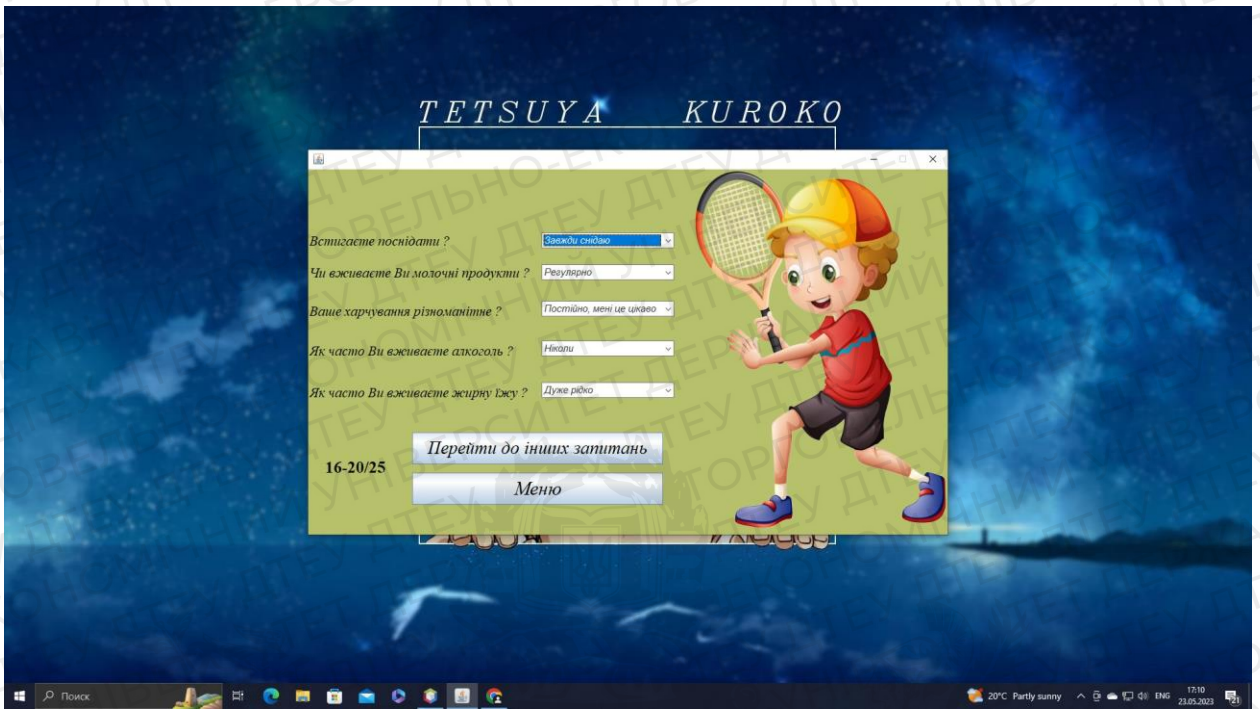 TETSUYA KUROKO
Встигаєте поснідати ? Завжди снідаю
Чи вживаєте Ви молочні продукти ? Регулярно
Ваше харчування різноманітне ? Постійно, мені це цікаво
Як часто Ви вживаєте алкоголь ? Ніколи
Як часто Ви вживаєте жирну їжу ? Дуже рідко
Перейти до інших запитань
16-20/25
Меню
Поиск
20°C Partly sunny
ENG
17:10
23.05.2023
21